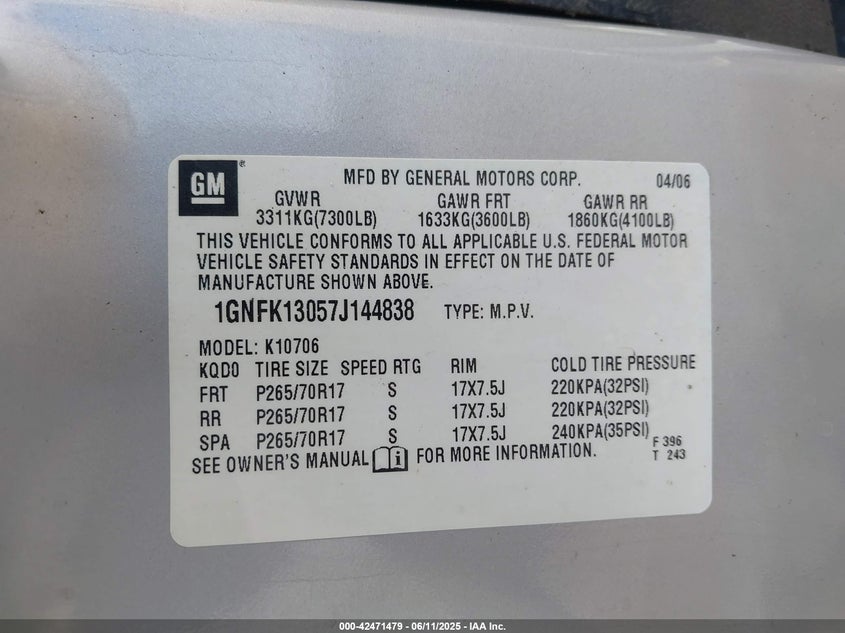 GM®
MFD BY GENERAL MOTORS CORP. 04/06
GVWR GAWR FRT GAWR RR
3311KG(7300LB) 1633KG(3600LB) 1860KG(4100LB)
THIS VEHICLE CONFORMS TO ALL APPLICABLE U.S. FEDERAL MOTOR
VEHICLE SAFETY STANDARDS IN EFFECT ON THE DATE OF
MANUFACTURE SHOWN ABOVE.
1GNFK13057J144838 TYPE: M.P.V.
MODEL: K10706
KQD0 TIRE SIZE SPEED RTG RIM COLD TIRE PRESSURE
FRT P265/70R17 S 17X7.5J 220KPA(32PSI)
RR P265/70R17 S 17X7.5J 220KPA(32PSI)
SPA P265/70R17 S 17X7.5J 240KPA(35PSI)
F 396
SEE OWNER'S MANUAL FOR MORE INFORMATION.
T 243
000-42471479 - 06/11/2025 - IAA Inc.